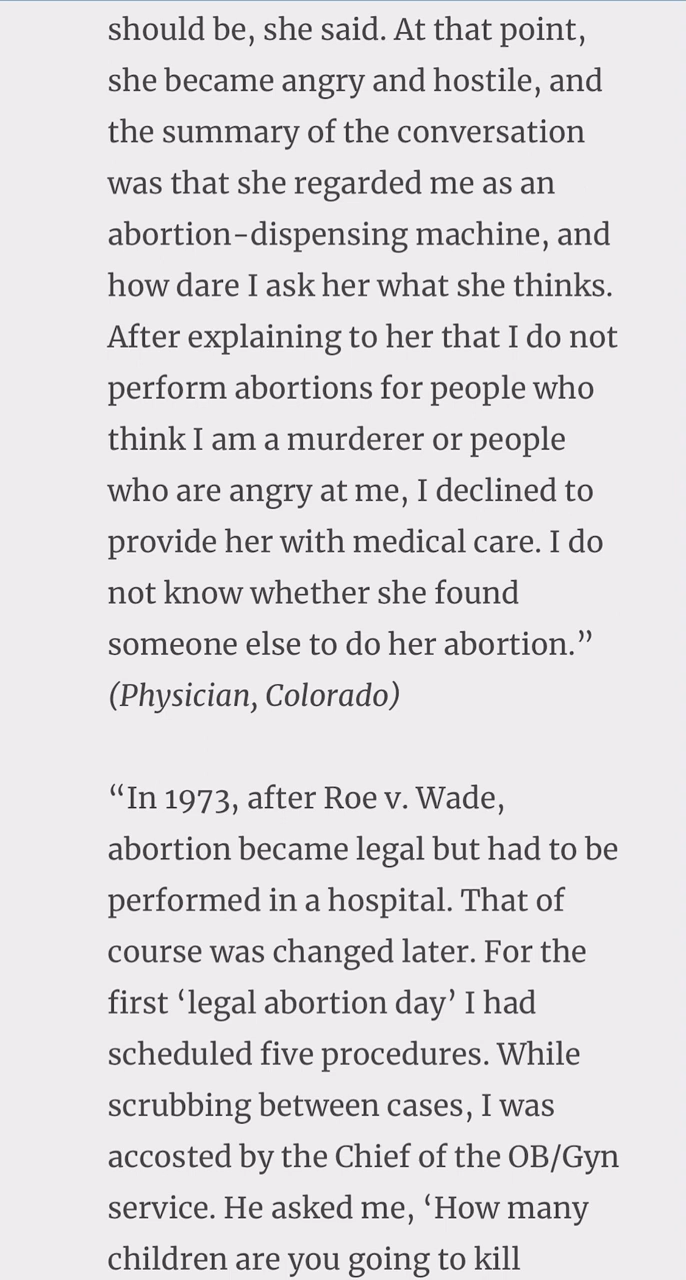 should be, she said. At that point,
she became angry and hostile, and
the summary of the conversation
was that she regarded me as an
abortion-dispensing machine, and
how dare I ask her what she thinks.
After explaining to her that I do not
perform abortions for people who
think I am a murderer or people
who are angry at me, I declined to
provide her with medical care. I do
not know whether she found
someone else to do her abortion.”
(Physician, Colorado)
“In 1973, after Roe v. Wade,
abortion became legal but had to be
performed in a hospital. That of
course was changed later. For the
first ‘legal abortion day’ I had
scheduled five procedures. While
scrubbing between cases, I was
accosted by the Chief of the OB/Gyn
service. He asked me, ‘How many
children are you going to kill